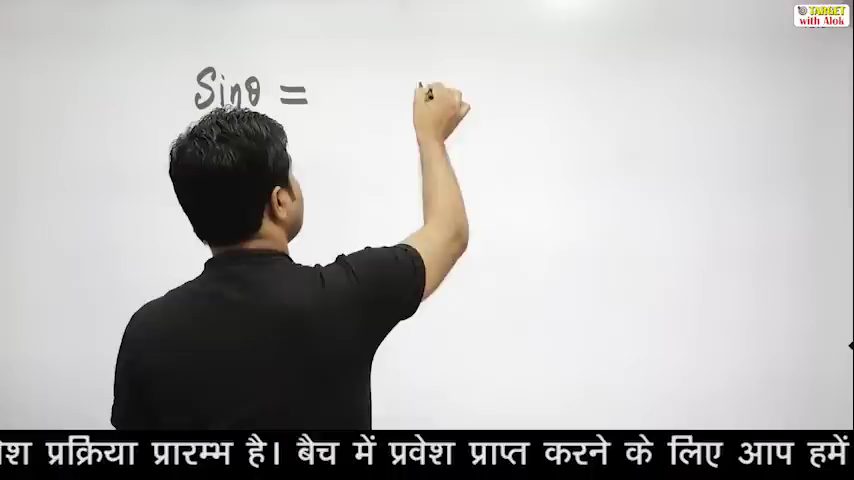 TARGET
with Alok
Sinθ =
प्रक्रिया प्रारम्भ है। बैच में प्रवेश प्राप्त करने के लिए आप हमें